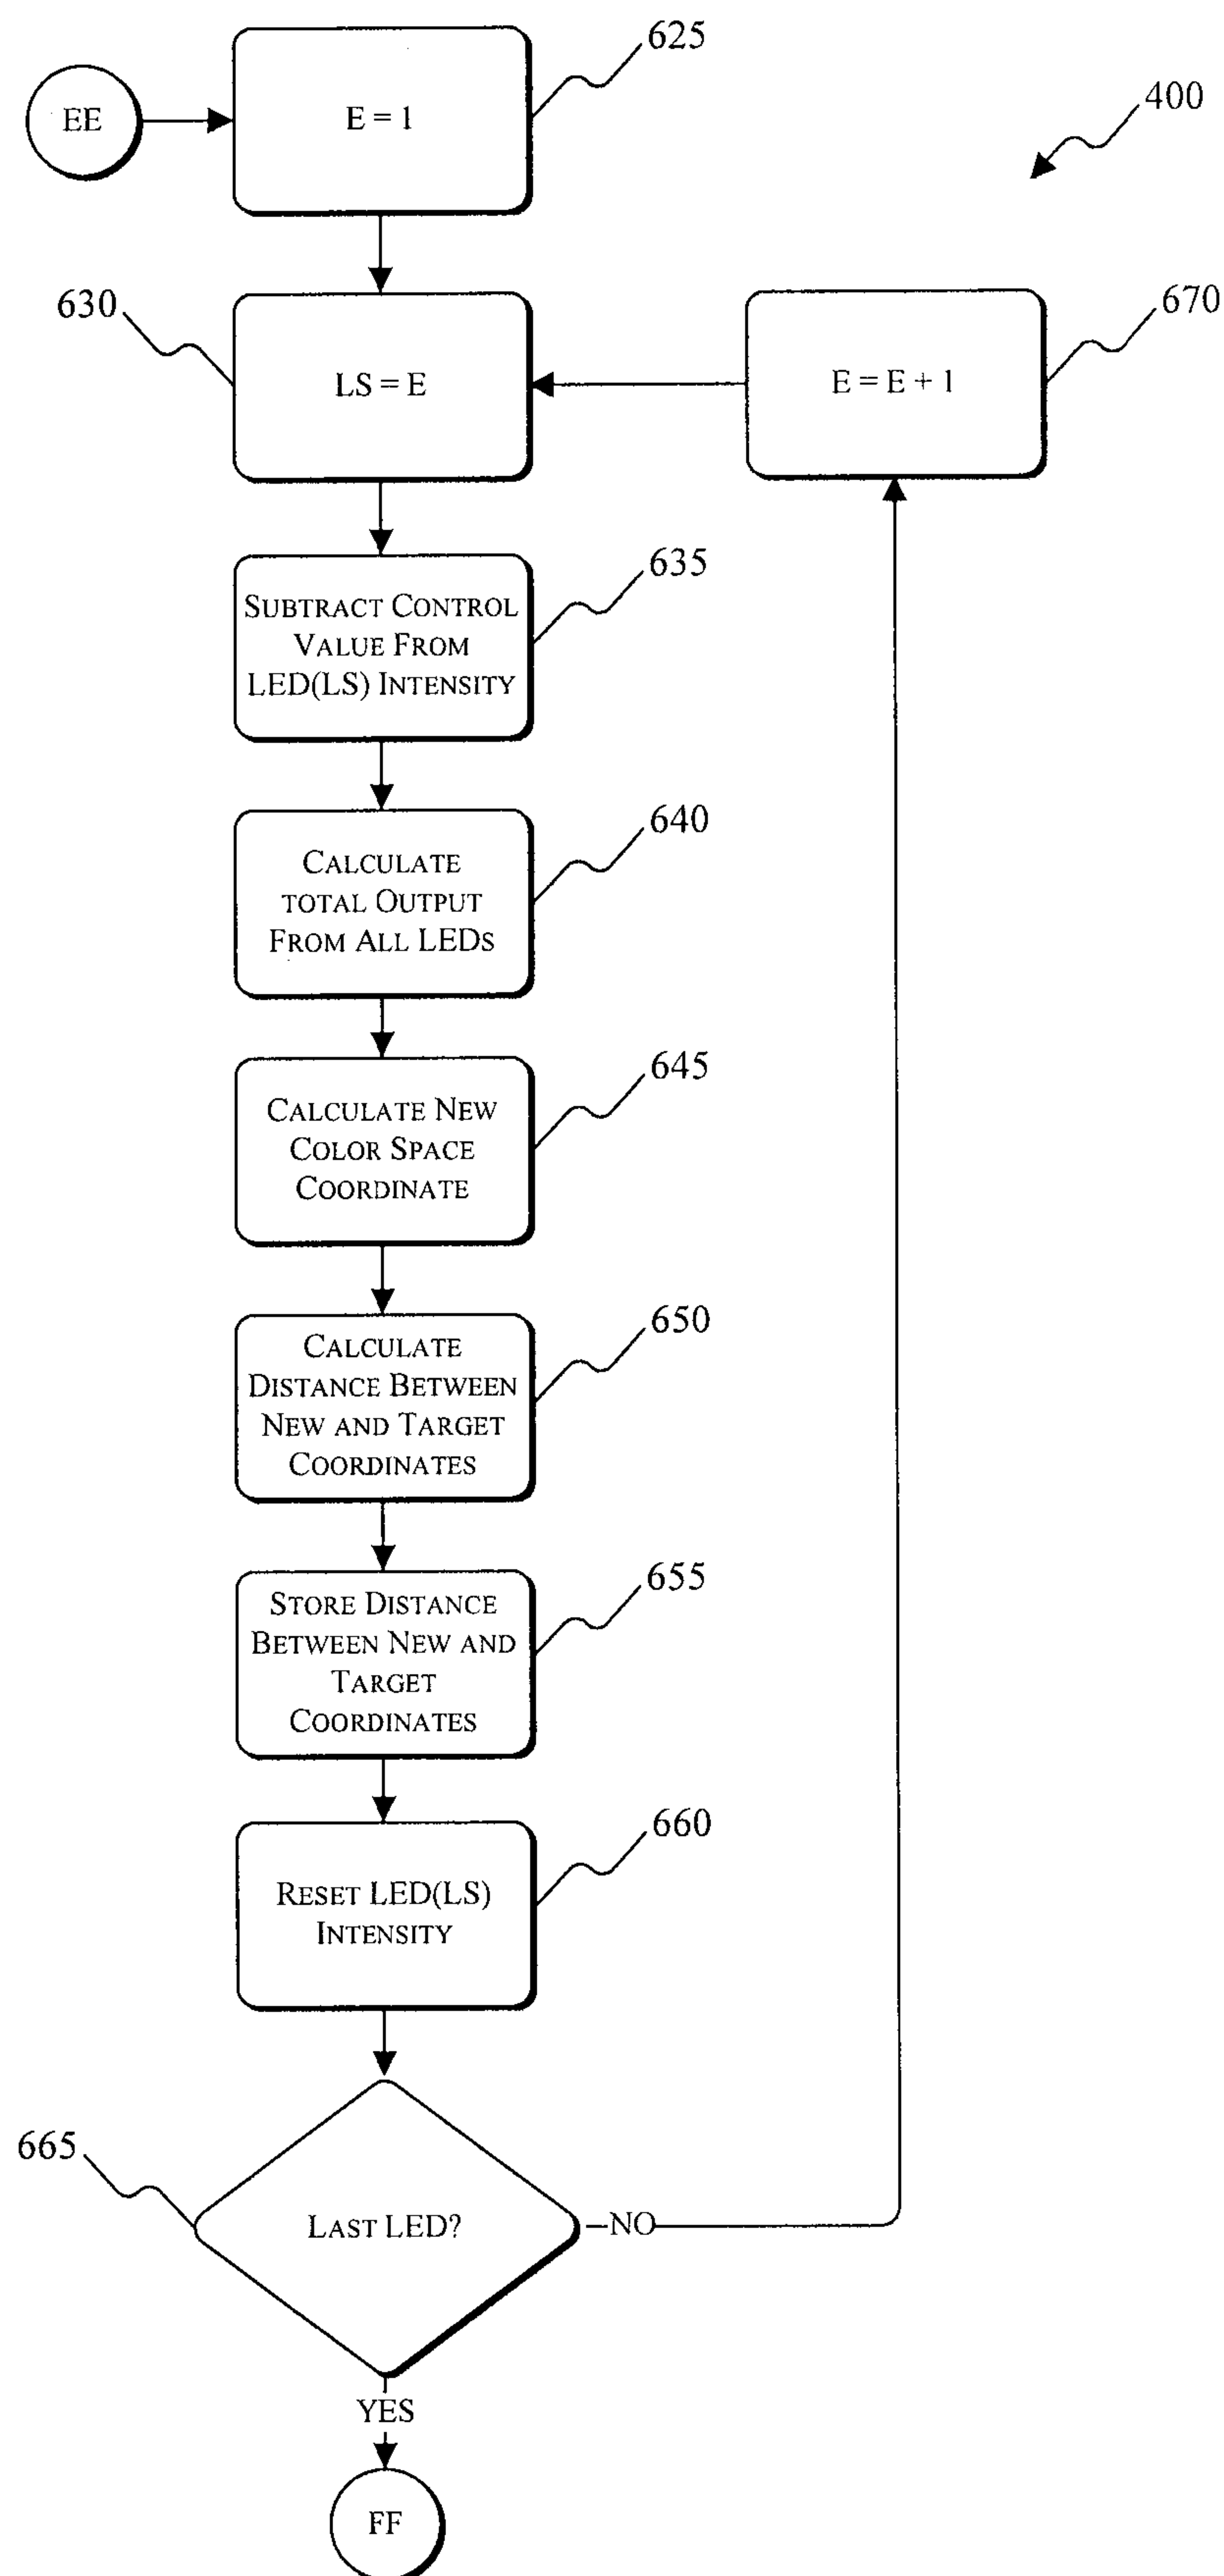 625
EE
E = 1
400
630
LS = E
670
E = E + 1
635
SUBTRACT CONTROL
VALUE FROM
LED(LS) INTENSITY
640
CALCULATE
TOTAL OUTPUT
FROM ALL LEDS
645
CALCULATE NEW
COLOR SPACE
COORDINATE
650
CALCULATE
DISTANCE BETWEEN
NEW AND TARGET
COORDINATES
655
STORE DISTANCE
BETWEEN NEW AND
TARGET
COORDINATES
660
RESET LED(LS)
INTENSITY
665
LAST LED?
NO
YES
FF